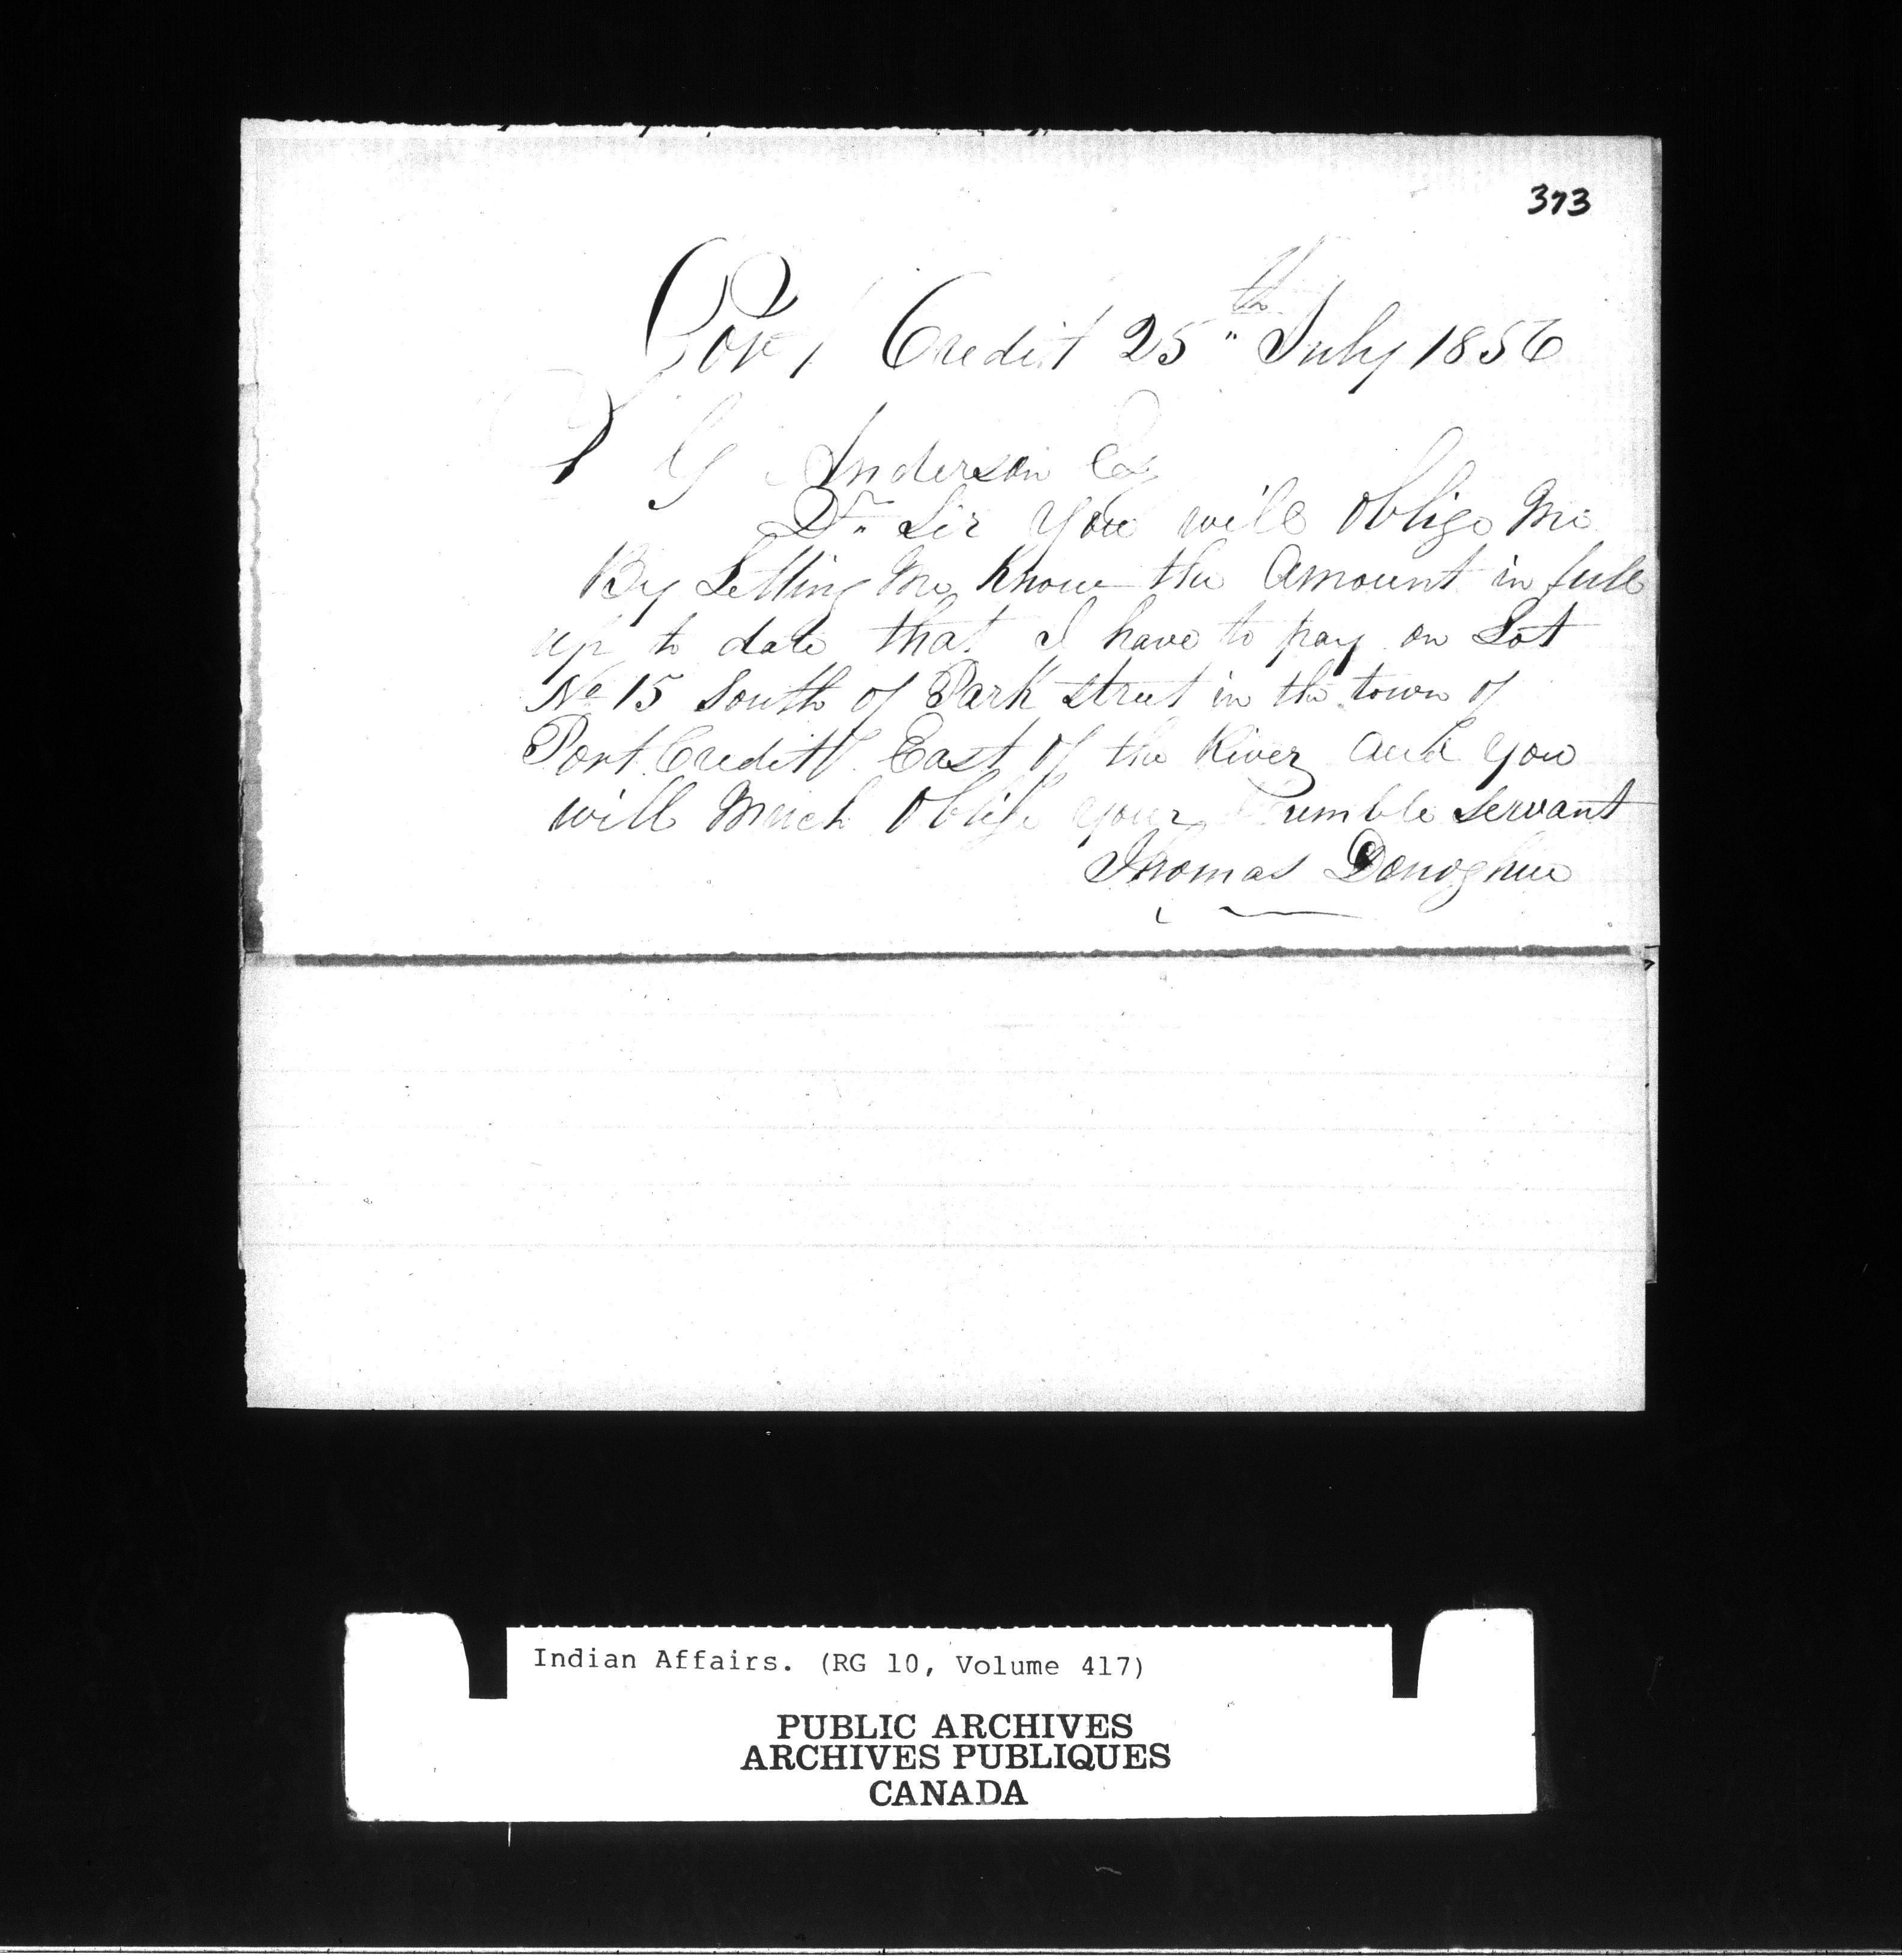 373
Port Credit 25th July 1856
T G Anderson Esq
Dr Sir You will Oblige Me
By Letting Me Know the Amount in full
up to date that I have to pay on Lot
No 15 South of Park Street in the town of
Port Credit East of the River and you
will Much Oblige your Humble Servant
Thomas Donoghue
Indian Affairs. (RG 10, Volume 417)
PUBLIC ARCHIVES
ARCHIVES PUBLIQUES
CANADA